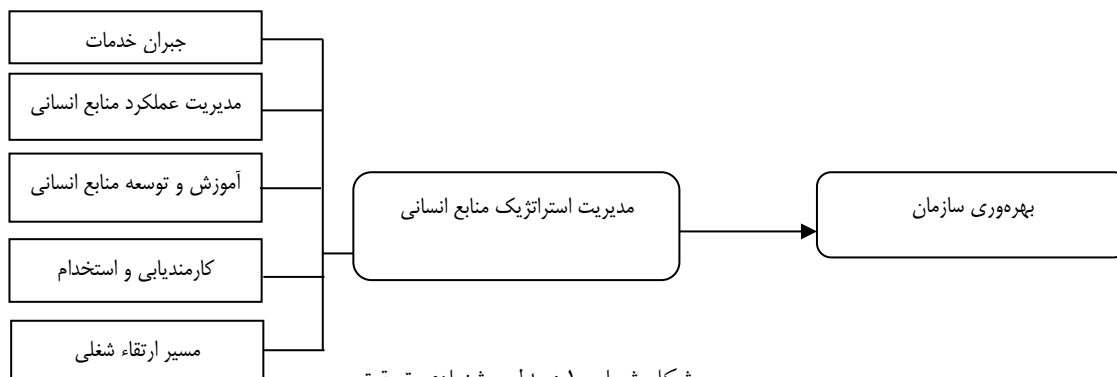 جبران خدمات
مدیریت عملکرد منابع انسانی
آموزش و توسعه منابع انسانی
کارمندیابی و استخدام
مسیر ارتقاء شغلی
مدیریت استراتژیک منابع انسانی
بهره‌وری سازمان